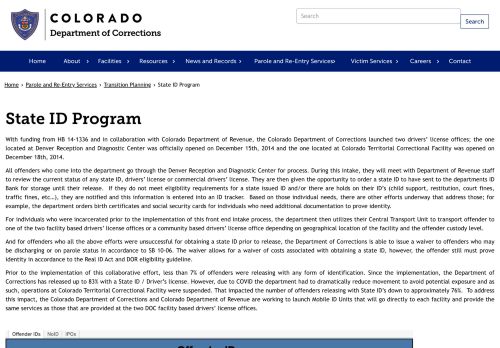 COLORADO
Department of Corrections
Search
Search
Home About › Facilities › Resources › News and Records › Parole and Re-Entry Services › Victim Services › Careers › Contact
Home › Parole and Re-Entry Services › Transition Planning › State ID Program
State ID Program
With funding from HB 14-1336 and in collaboration with Colorado Department of Revenue, the Colorado Department of Corrections launched two drivers' license offices; the one
located at Denver Reception and Diagnostic Center was officially opened on December 15th, 2014 and the one located at Colorado Territorial Correctional Facility was opened on
December 18th, 2014.
All offenders who come into the department go through the Denver Reception and Diagnostic Center for process. During this intake, they will meet with Department of Revenue staff
to review the current status of any state ID, drivers' license or commercial drivers' license. They are then given the opportunity to order a state ID to have sent to the departments ID
Bank for storage until their release. If they do not meet eligibility requirements for a state issued ID and/or there are holds on their ID's (child support, restitution, court fines,
traffic fines, etc…), they are notified and this information is entered into an ID tracker. Based on those individual needs, there are other efforts underway that address those; for
example, the department orders birth certificates and social security cards for individuals who need additional documentation to prove identity.
For individuals who were incarcerated prior to the implementation of this front end intake process, the department then utilizes their Central Transport Unit to transport offender to
one of the two facility based drivers' license offices or a community based drivers' license office depending on geographical location of the facility and the offender custody level.
And for offenders who all the above efforts were unsuccessful for obtaining a state ID prior to release, the Department of Corrections is able to issue a waiver to offenders who may
be discharging or on parole status in accordance to SB 10-06. The waiver allows for a waiver of costs associated with obtaining a state ID, however, the offender still must prove
identity in accordance to the Real ID Act and DOR eligibility guideline.
Prior to the implementation of this collaborative effort, less than 7% of offenders were releasing with any form of identification. Since the implementation, the Department of
Corrections has released up to 83% with a State ID / Driver's license. However, due to COVID the department had to dramatically reduce movement to avoid potential exposure and as
such, operations at Colorado Territorial Correctional Facility were suspended. That impacted the number of offenders releasing with State ID's down to approximately 76%. To address
this impact, the Colorado Department of Corrections and Colorado Department of Revenue are working to launch Mobile ID Units that will go directly to each facility and provide the
same services as those that are provided at the two DOC facility based drivers' license offices.
Offender IDs NoID IPOs